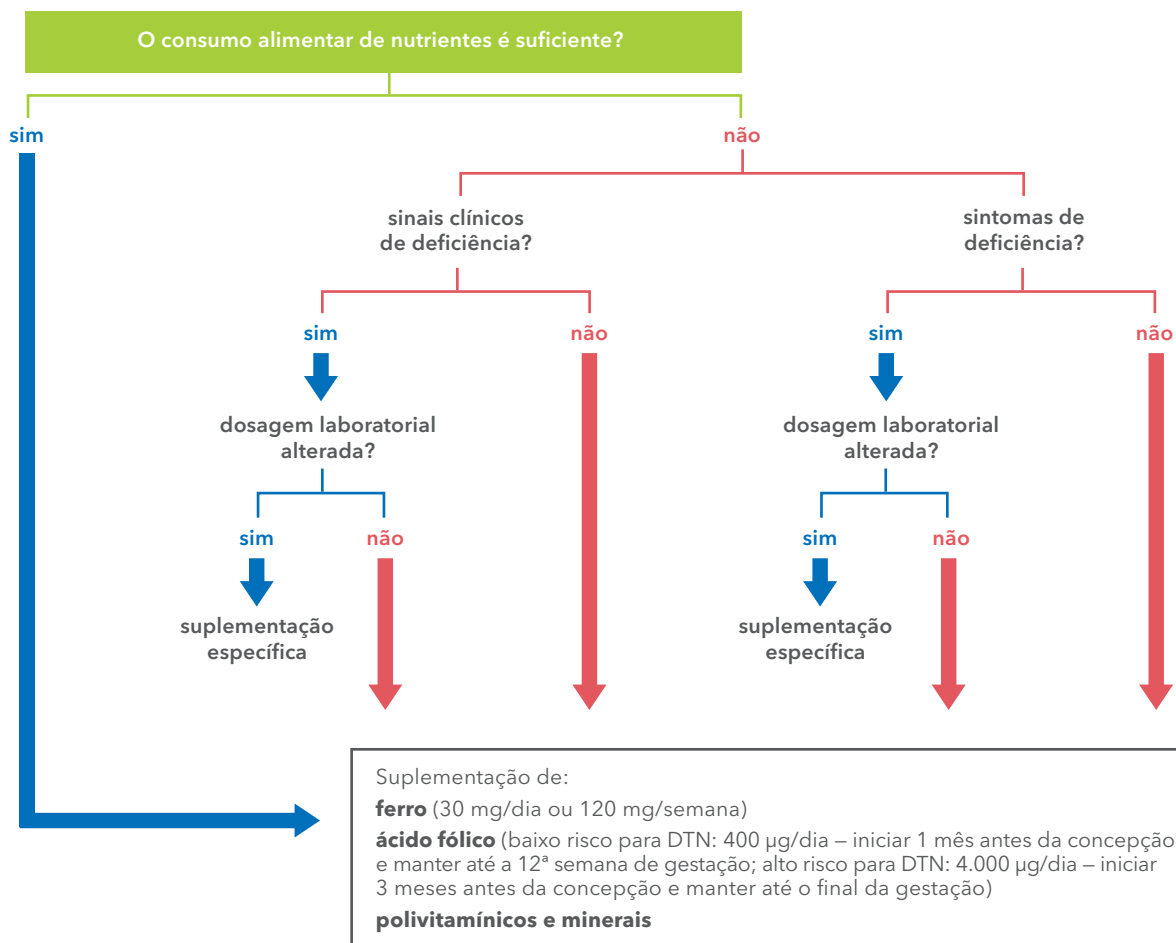 O consumo alimentar de nutrientes é suficiente?
sim
não
sinais clínicos
de deficiência?
sintomas de
deficiência?
sim
não
sim
não
dosagem laboratorial
alterada?
dosagem laboratorial
alterada?
sim
não
sim
não
suplementação
específica
suplementação
específica
Suplementação de:
ferro (30 mg/dia ou 120 mg/semana)
ácido fólico (baixo risco para DTN: 400 µg/dia – iniciar 1 mês antes da concepção
e manter até a 12ª semana de gestação; alto risco para DTN: 4.000 µg/dia – iniciar
3 meses antes da concepção e manter até o final da gestação)
polivitamínicos e minerais